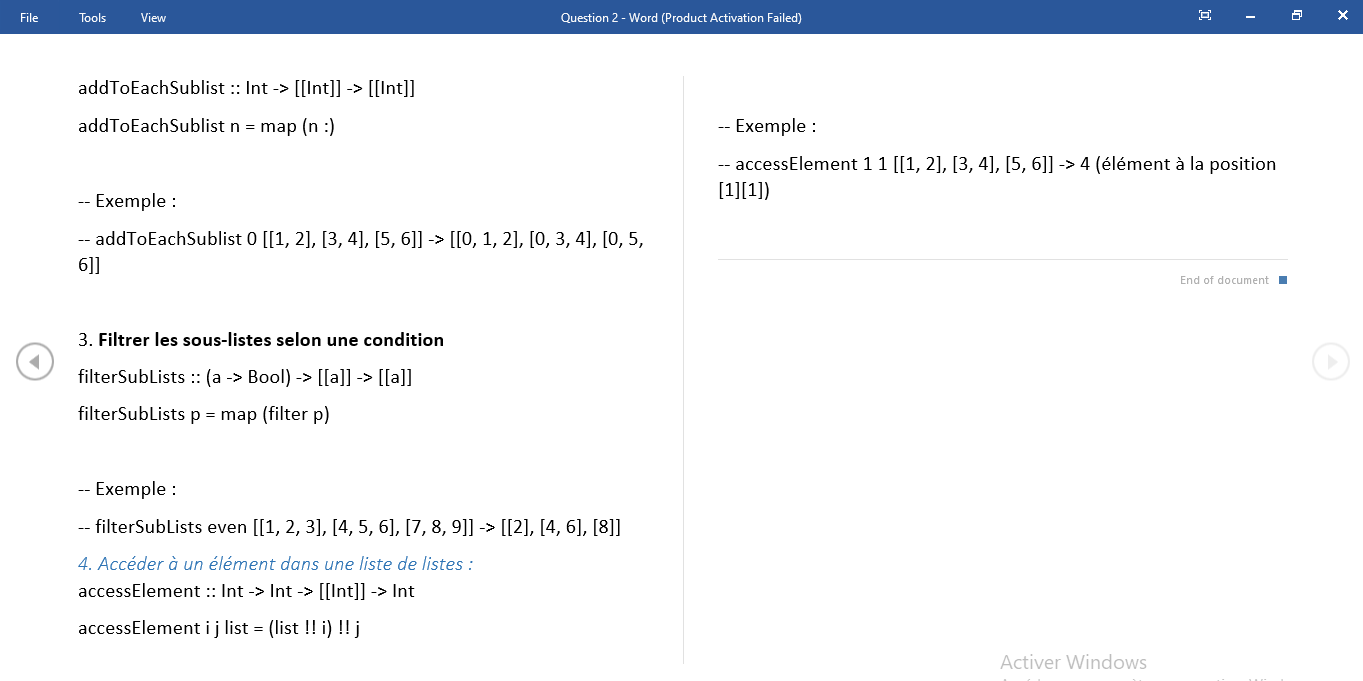 File Tools View Question 2 - Word (Product Activation Failed)
addToEachSublist :: Int -> [[Int]] -> [[Int]]
addToEachSublist n = map (n :)
-- Exemple :
-- addToEachSublist 0 [[1, 2], [3, 4], [5, 6]] -> [[0, 1, 2], [0, 3, 4], [0, 5,
6]]
3. Filtrer les sous-listes selon une condition
filterSubLists :: (a -> Bool) -> [[a]] -> [[a]]
filterSubLists p = map (filter p)
-- Exemple :
-- filterSubLists even [[1, 2, 3], [4, 5, 6], [7, 8, 9]] -> [[2], [4, 6], [8]]
4. Accéder à un élément dans une liste de listes :
accessElement :: Int -> Int -> [[Int]] -> Int
accessElement i j list = (list !! i) !! j
-- Exemple :
-- accessElement 1 1 [[1, 2], [3, 4], [5, 6]] -> 4 (élément à la position
[1][1])
End of document
Activer Windows